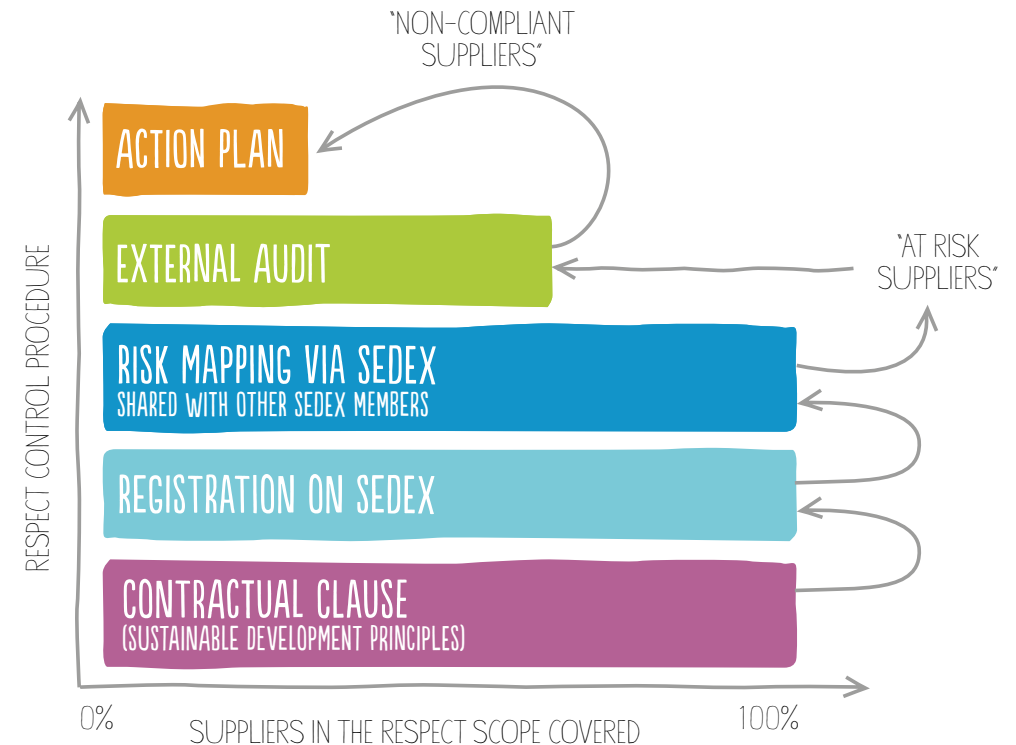 "NON-COMPLIANT
SUPPLIERS"
ACTION PLAN
EXTERNAL AUDIT
"AT RISK
SUPPLIERS"
RISK MAPPING VIA SEDEX
SHARED WITH OTHER SEDEX MEMBERS
REGISTRATION ON SEDEX
CONTRACTUAL CLAUSE
(SUSTAINABLE DEVELOPMENT PRINCIPLES)
RESPECT CONTROL PROCEDURE
0%
100%
SUPPLIERS IN THE RESPECT SCOPE COVERED